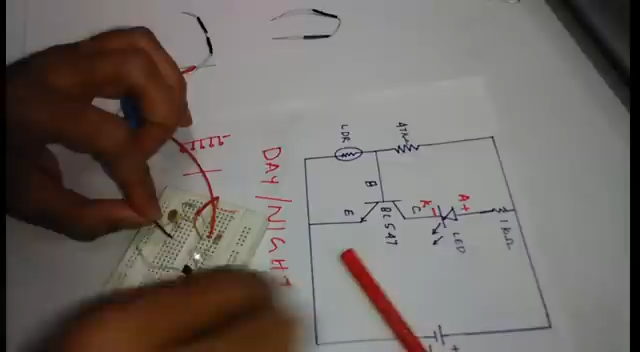 DAY/NIGHT
LDR
47K
B
E
C
BC547
K-
A+
LED
1KΩ
+